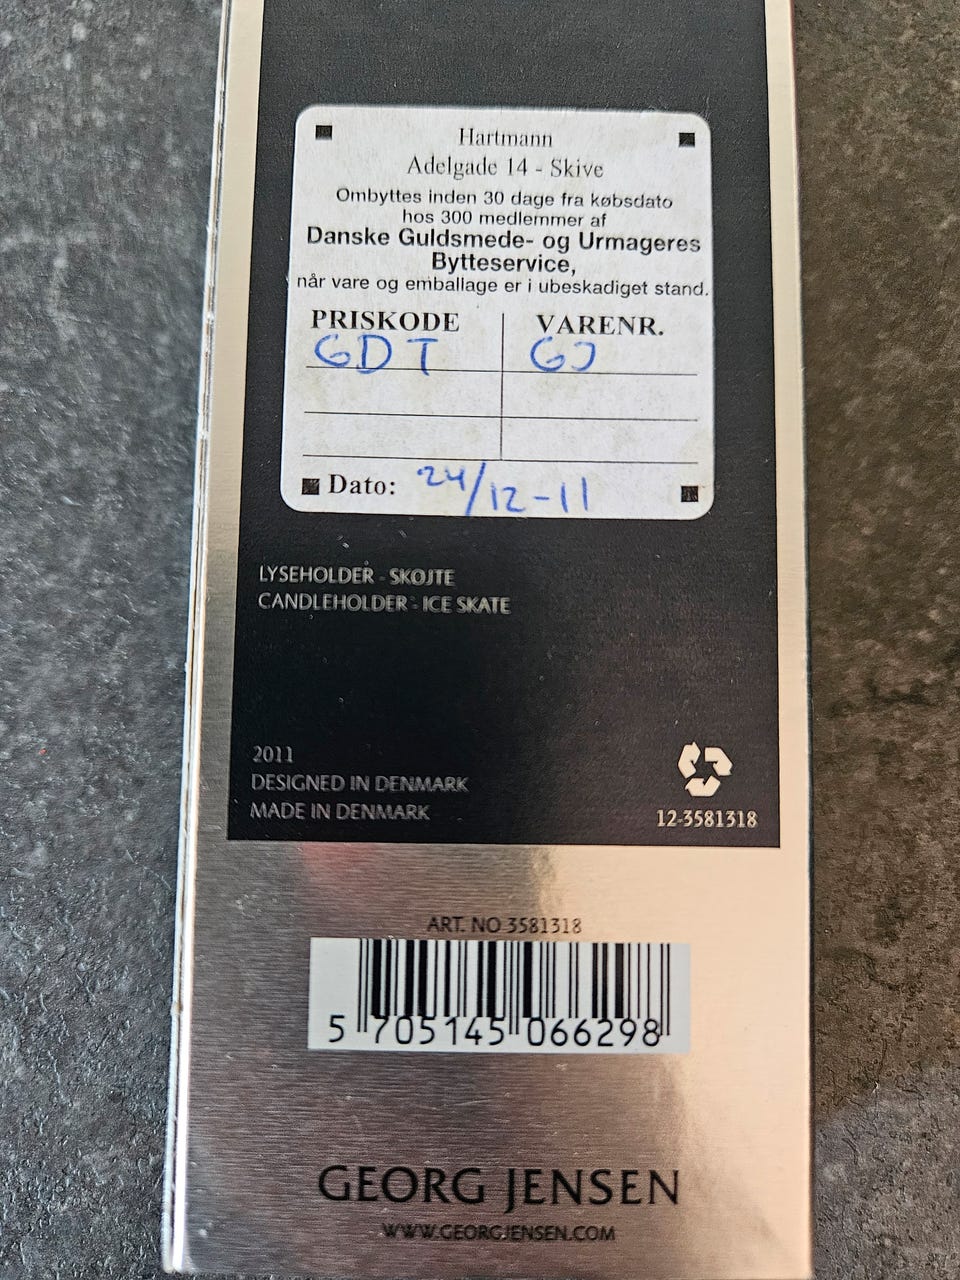 Hartmann
Adelgade 14 - Skive
Ombyttes inden 30 dage fra købsdato
hos 300 medlemmer af
Danske Guldsmede- og Urmageres
Bytteservice,
når vare og emballage er i ubeskadiget stand.
PRISKODE VARENR.
GDT GJ
Dato: 24/12-11
LYSEHOLDER - SKØJTE
CANDLEHOLDER - ICE SKATE
2011
DESIGNED IN DENMARK
MADE IN DENMARK
12-3581318
ART. NO 3581318
5 705145 066298
GEORG JENSEN
WWW.GEORGJENSEN.COM